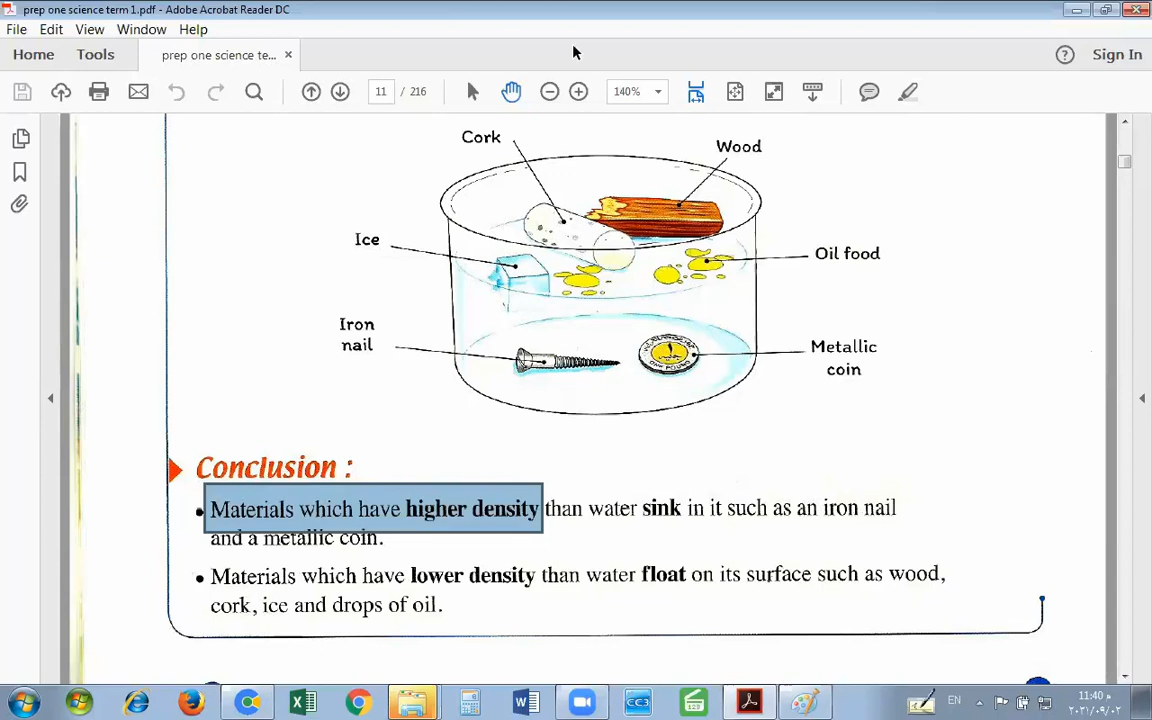 prep one science term 1.pdf - Adobe Acrobat Reader DC
File Edit View Window Help
Home Tools prep one science te... × Sign In
11 / 216 140%
Cork
Wood
Ice
Oil food
Iron
nail
Metallic
coin
Conclusion :
• Materials which have higher density than water sink in it such as an iron nail
and a metallic coin.
• Materials which have lower density than water float on its surface such as wood,
cork, ice and drops of oil.
EN
11:40 م
٢٠٢١/٠٩/٠٢